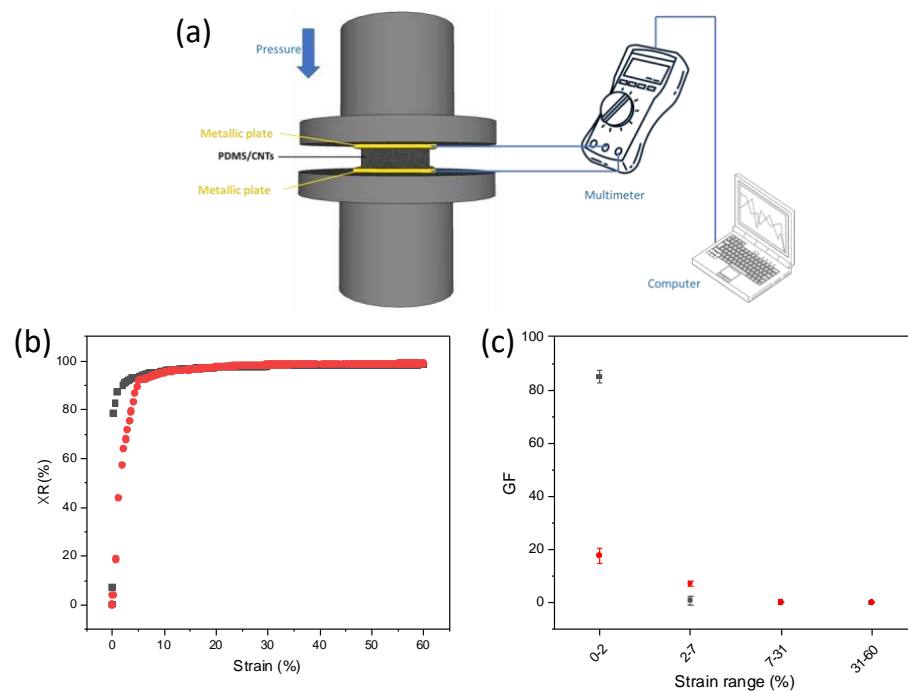 (a)
Pressure
Metallic plate
PDMS/CNTs
Metallic plate
Multimeter
Computer
(b)
100
80
60
40
20
0
XR(%)
0 10 20 30 40 50 60
Strain (%)
(c)
100
80
60
40
20
0
GF
0-2 2-7 7-31 31-60
Strain range (%)